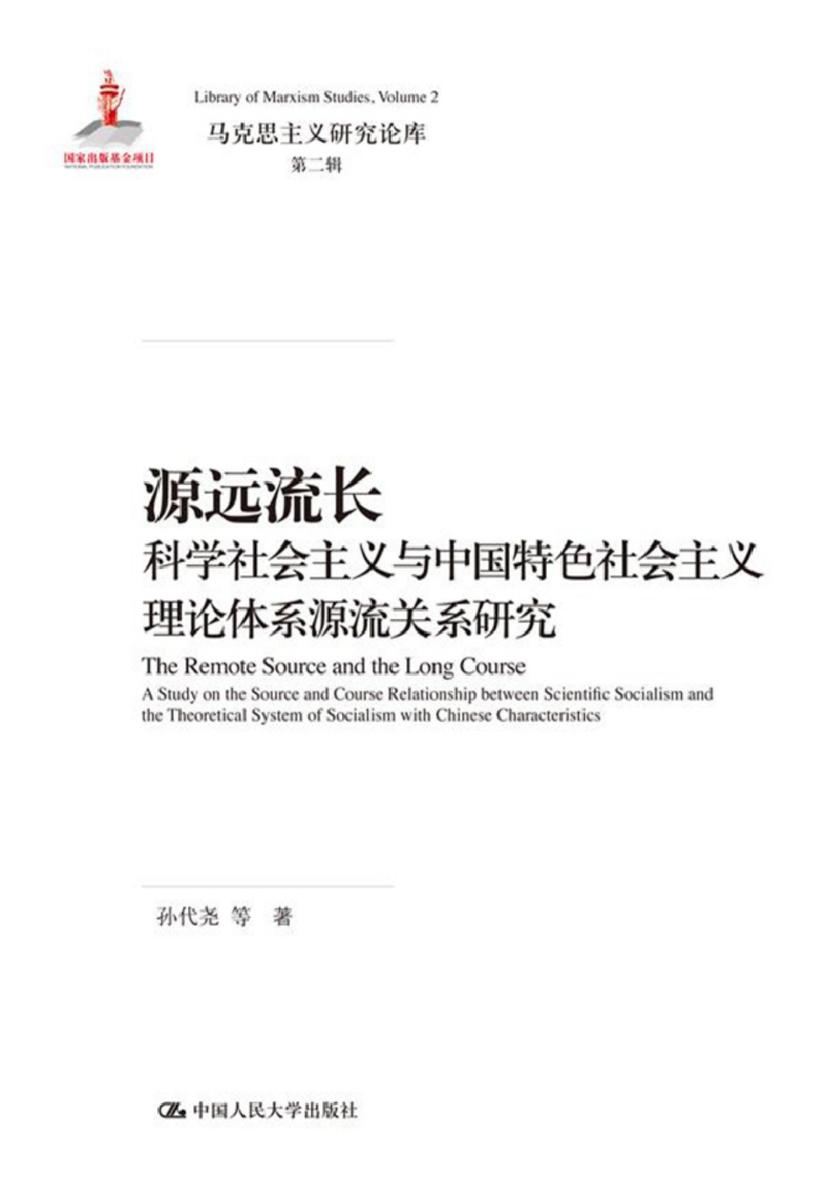 Library of Marxism Studies, Volume 2
马克思主义研究论库
第二辑
国家出版基金项目
NATIONAL PUBLICATION FOUNDATION
源远流长
科学社会主义与中国特色社会主义
理论体系源流关系研究
The Remote Source and the Long Course
A Study on the Source and Course Relationship between Scientific Socialism and
the Theoretical System of Socialism with Chinese Characteristics
孙代尧 等 著
中国人民大学出版社